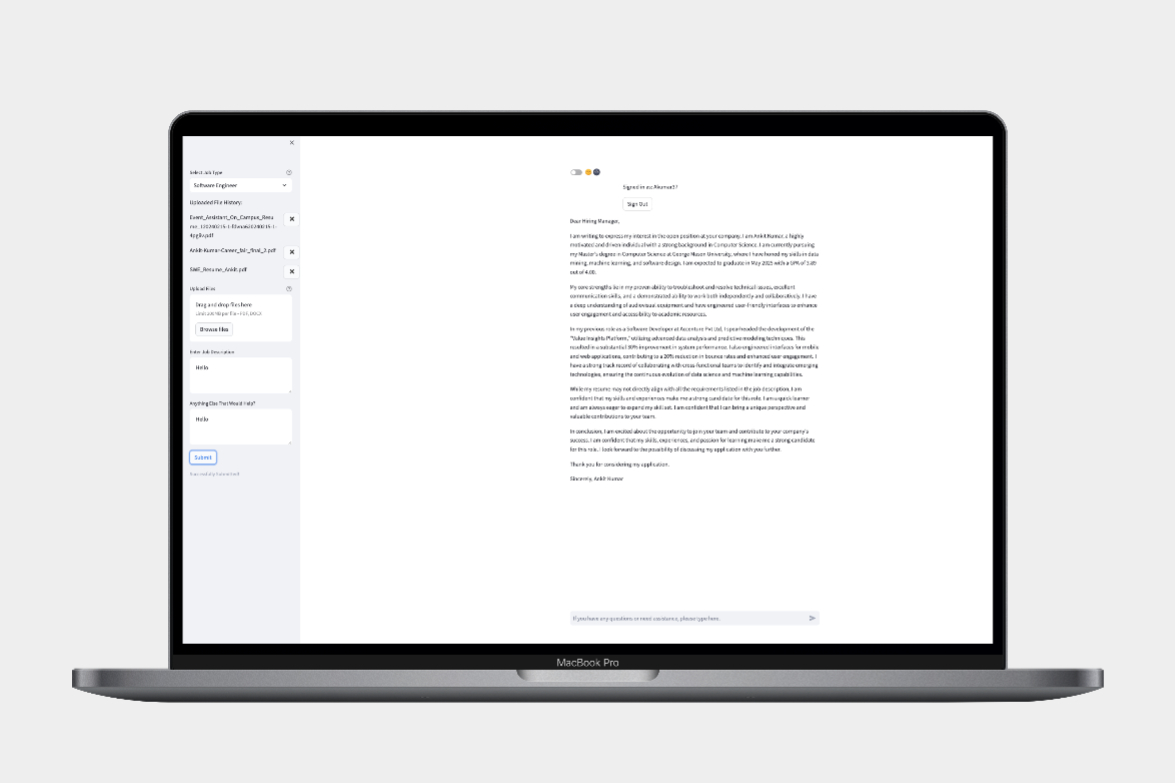 Select Job Type
Software Engineer
Uploaded File History:
Event_Assistant_On_Campus_Resu
Ankit-Kumar-Career_fair_final_2.pdf
SWE_Resume_Ankit.pdf
Upload Files
Drag and drop files here
Limit 200MB per file • PDF, DOCX
Browse files
Enter Job Description
Hello
Anything Else That Would Help?
Hello
Submit
Signed in as:
Sign Out
Dear Hiring Manager,
I am writing to express my interest in the open position at your company. I am Ankit Kumar, a highly
motivated and driven individual with a strong background in Computer Science. I am currently pursuing
my Master's degree in Computer Science at George Mason University, where I have honed my skills in data
mining, machine learning, and software design. I am expected to graduate in May 2025 with a GPA of
out of 4.00.
My core strengths lie in my proven ability to troubleshoot and resolve technical issues, excellent
communication skills, and a demonstrated ability to work both independently and collaboratively. I have
a deep understanding of audiovisual equipment and have engineered user-friendly interfaces to enhance
user engagement and accessibility to academic resources.
In my previous role as a Software Developer at Accenture Pvt Ltd, I spearheaded the development of the
"Value Insights Platform," utilizing advanced data analysis and predictive modeling techniques. This
resulted in a substantial 30% improvement in system performance. I also engineered interfaces for mobile
and web applications, contributing to a 20% reduction in bounce rates and enhanced user engagement. I
have a strong track record of collaborating with cross-functional teams to identify and integrate emerging
technologies, ensuring the continuous evolution of data science and machine learning capabilities.
While my resume may not directly align with all the requirements listed in the job description, I am
confident that my skills and experiences make me a strong candidate for this role. I am a quick learner
and am always eager to expand my skill set. I am confident that I can bring a unique perspective and
valuable contributions to your team.
In conclusion, I am excited about the opportunity to join your team and contribute to your company's
success. I am confident that my skills, experiences, and passion for learning make me a strong candidate
for this role. I look forward to the possibility of discussing my application with you further.
Thank you for considering my application.
Sincerely, Ankit Kumar
If you have any questions or need assistance, please type here.
MacBook Pro